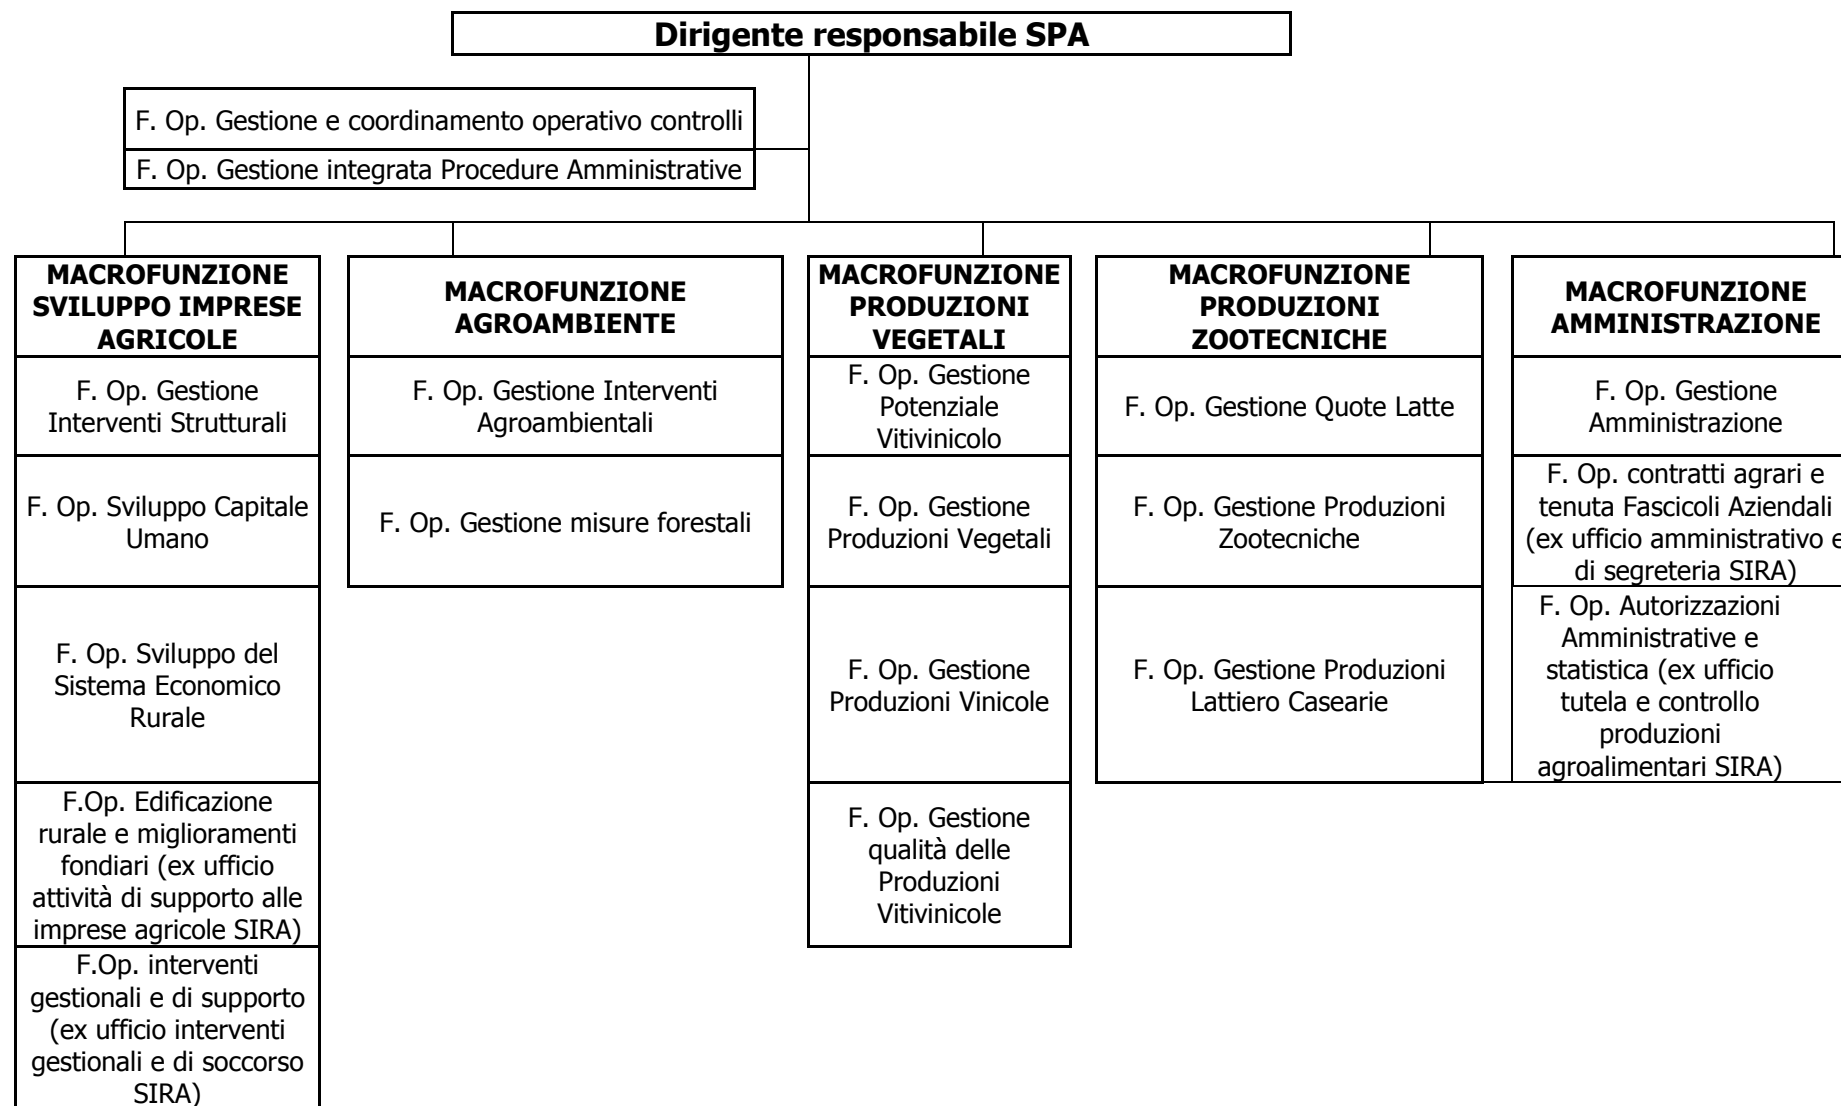 Dirigente responsabile SPA
F. Op. Gestione e coordinamento operativo controlli
F. Op. Gestione integrata Procedure Amministrative
MACROFUNZIONE
SVILUPPO IMPRESE
AGRICOLE
F. Op. Gestione
Interventi Strutturali
F. Op. Sviluppo Capitale
Umano
F. Op. Sviluppo del
Sistema Economico
Rurale
F.Op. Edificazione
rurale e miglioramenti
fondiari (ex ufficio
attività di supporto alle
imprese agricole SIRA)
F.Op. interventi
gestionali e di supporto
(ex ufficio interventi
gestionali e di soccorso
SIRA)
MACROFUNZIONE
AGROAMBIENTE
F. Op. Gestione Interventi
Agroambientali
F. Op. Gestione misure forestali
MACROFUNZIONE
PRODUZIONI
VEGETALI
F. Op. Gestione
Potenziale
Vitivinicolo
F. Op. Gestione
Produzioni Vegetali
F. Op. Gestione
Produzioni Vinicole
F. Op. Gestione
qualità delle
Produzioni
Vitivinicole
MACROFUNZIONE
PRODUZIONI
ZOOTECNICHE
F. Op. Gestione Quote Latte
F. Op. Gestione Produzioni
Zootecniche
F. Op. Gestione Produzioni
Lattiero Casearie
MACROFUNZIONE
AMMINISTRAZIONE
F. Op. Gestione
Amministrazione
F. Op. contratti agrari e
tenuta Fascicoli Aziendali
(ex ufficio amministrativo e
di segreteria SIRA)
F. Op. Autorizzazioni
Amministrative e
statistica (ex ufficio
tutela e controllo
produzioni
agroalimentari SIRA)